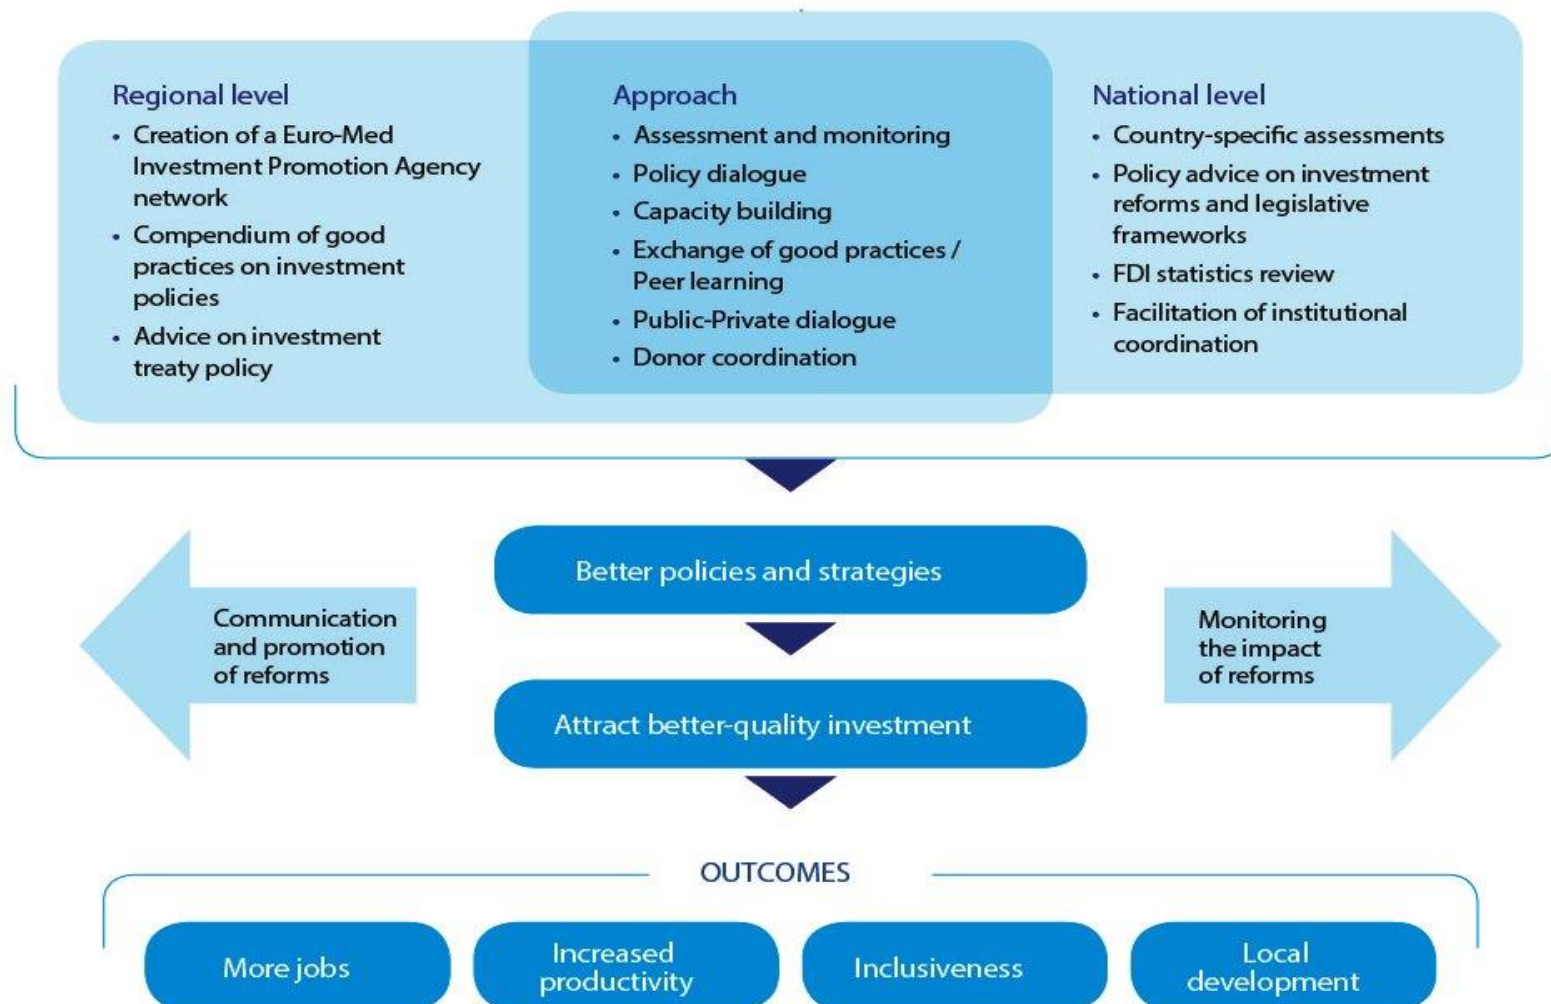 Regional level
• Creation of a Euro-Med
Investment Promotion Agency
network
• Compendium of good
practices on investment
policies
• Advice on investment
treaty policy
Approach
• Assessment and monitoring
• Policy dialogue
• Capacity building
• Exchange of good practices /
Peer learning
• Public-Private dialogue
• Donor coordination
National level
• Country-specific assessments
• Policy advice on investment
reforms and legislative
frameworks
• FDI statistics review
• Facilitation of institutional
coordination
Better policies and strategies
Communication
and promotion
of reforms
Monitoring
the impact
of reforms
Attract better-quality investment
OUTCOMES
More jobs
Increased
productivity
Inclusiveness
Local
development